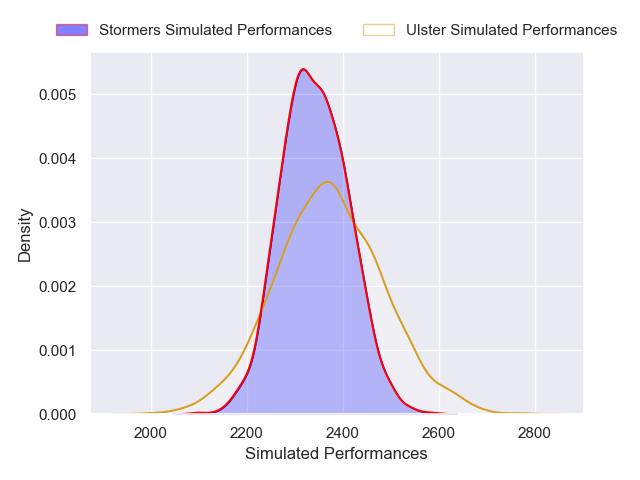 Stormers Simulated Performances
Ulster Simulated Performances
0.005
0.004
0.003
0.002
0.001
0.000
Density
2000
2200
2400
2600
2800
Simulated Performances